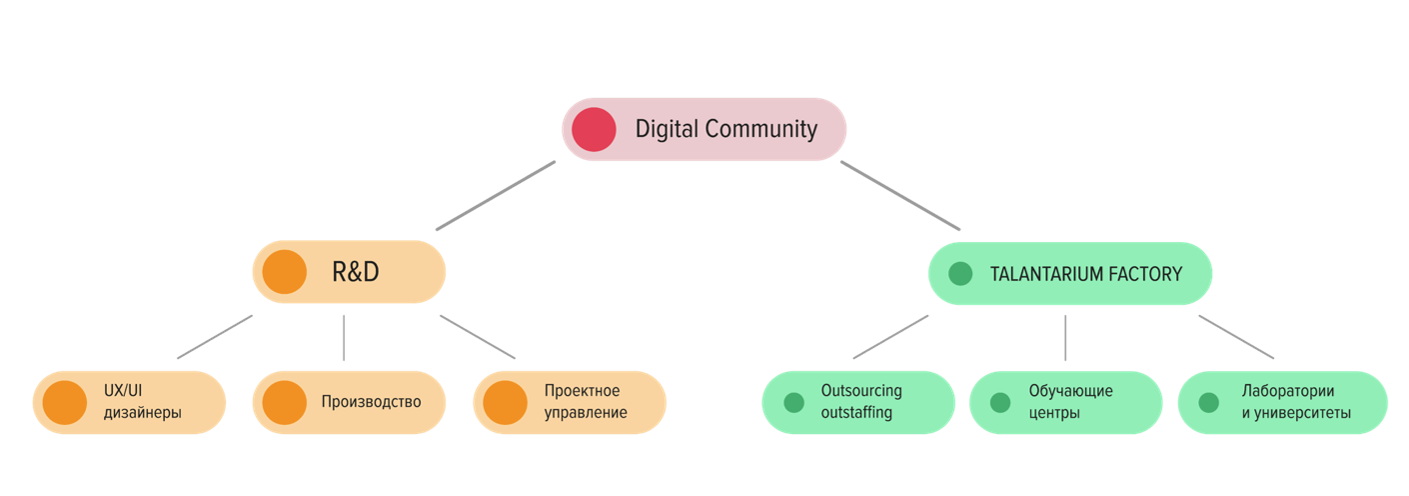 Digital Community
R&D
TALANTARIUM FACTORY
UX/UI
дизайнеры
Производство
Проектное
управление
Outsourcing
outstaffing
Обучающие
центры
Лаборатории
и университеты